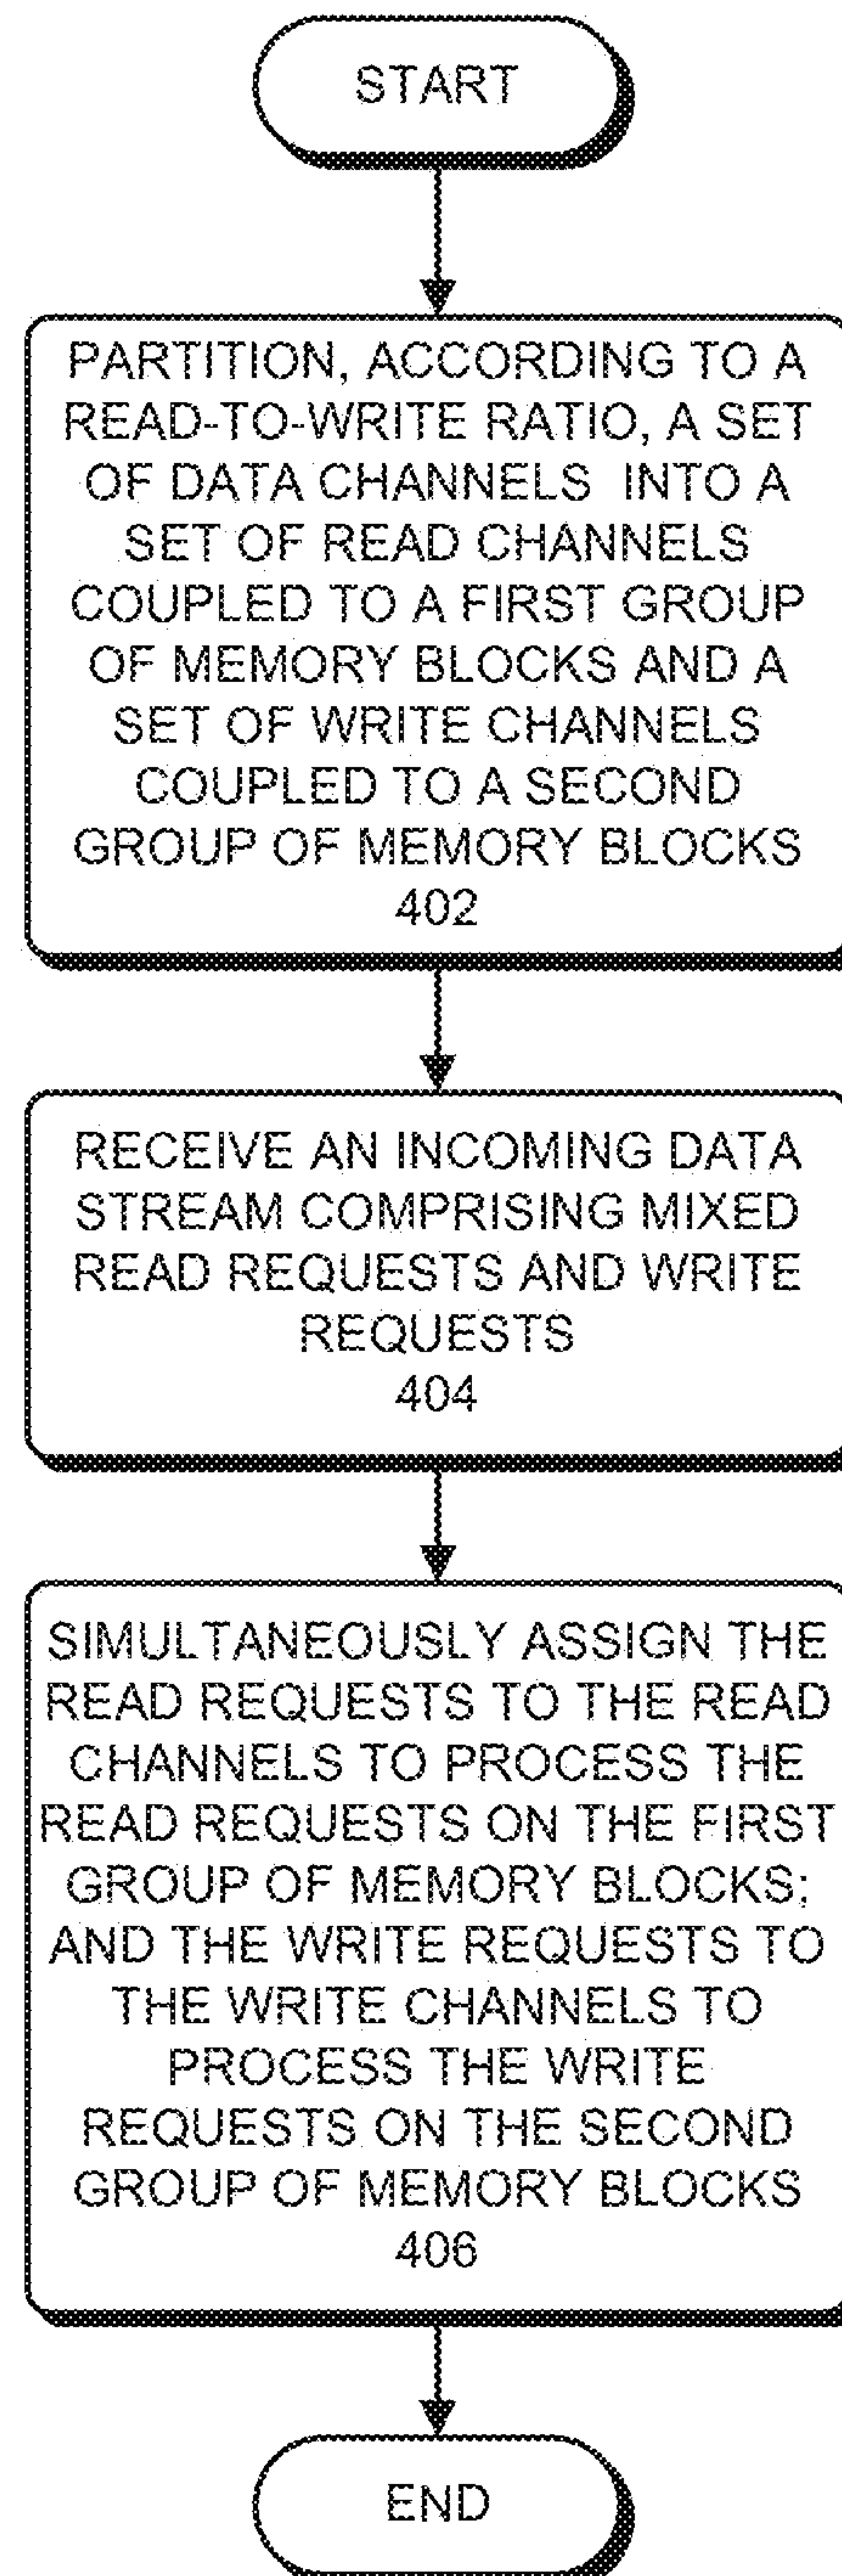 START
PARTITION, ACCORDING TO A
READ-TO-WRITE RATIO, A SET
OF DATA CHANNELS INTO A
SET OF READ CHANNELS
COUPLED TO A FIRST GROUP
OF MEMORY BLOCKS AND A
SET OF WRITE CHANNELS
COUPLED TO A SECOND
GROUP OF MEMORY BLOCKS
402
RECEIVE AN INCOMING DATA
STREAM COMPRISING MIXED
READ REQUESTS AND WRITE
REQUESTS
404
SIMULTANEOUSLY ASSIGN THE
READ REQUESTS TO THE READ
CHANNELS TO PROCESS THE
READ REQUESTS ON THE FIRST
GROUP OF MEMORY BLOCKS;
AND THE WRITE REQUESTS TO
THE WRITE CHANNELS TO
PROCESS THE WRITE
REQUESTS ON THE SECOND
GROUP OF MEMORY BLOCKS
406
END